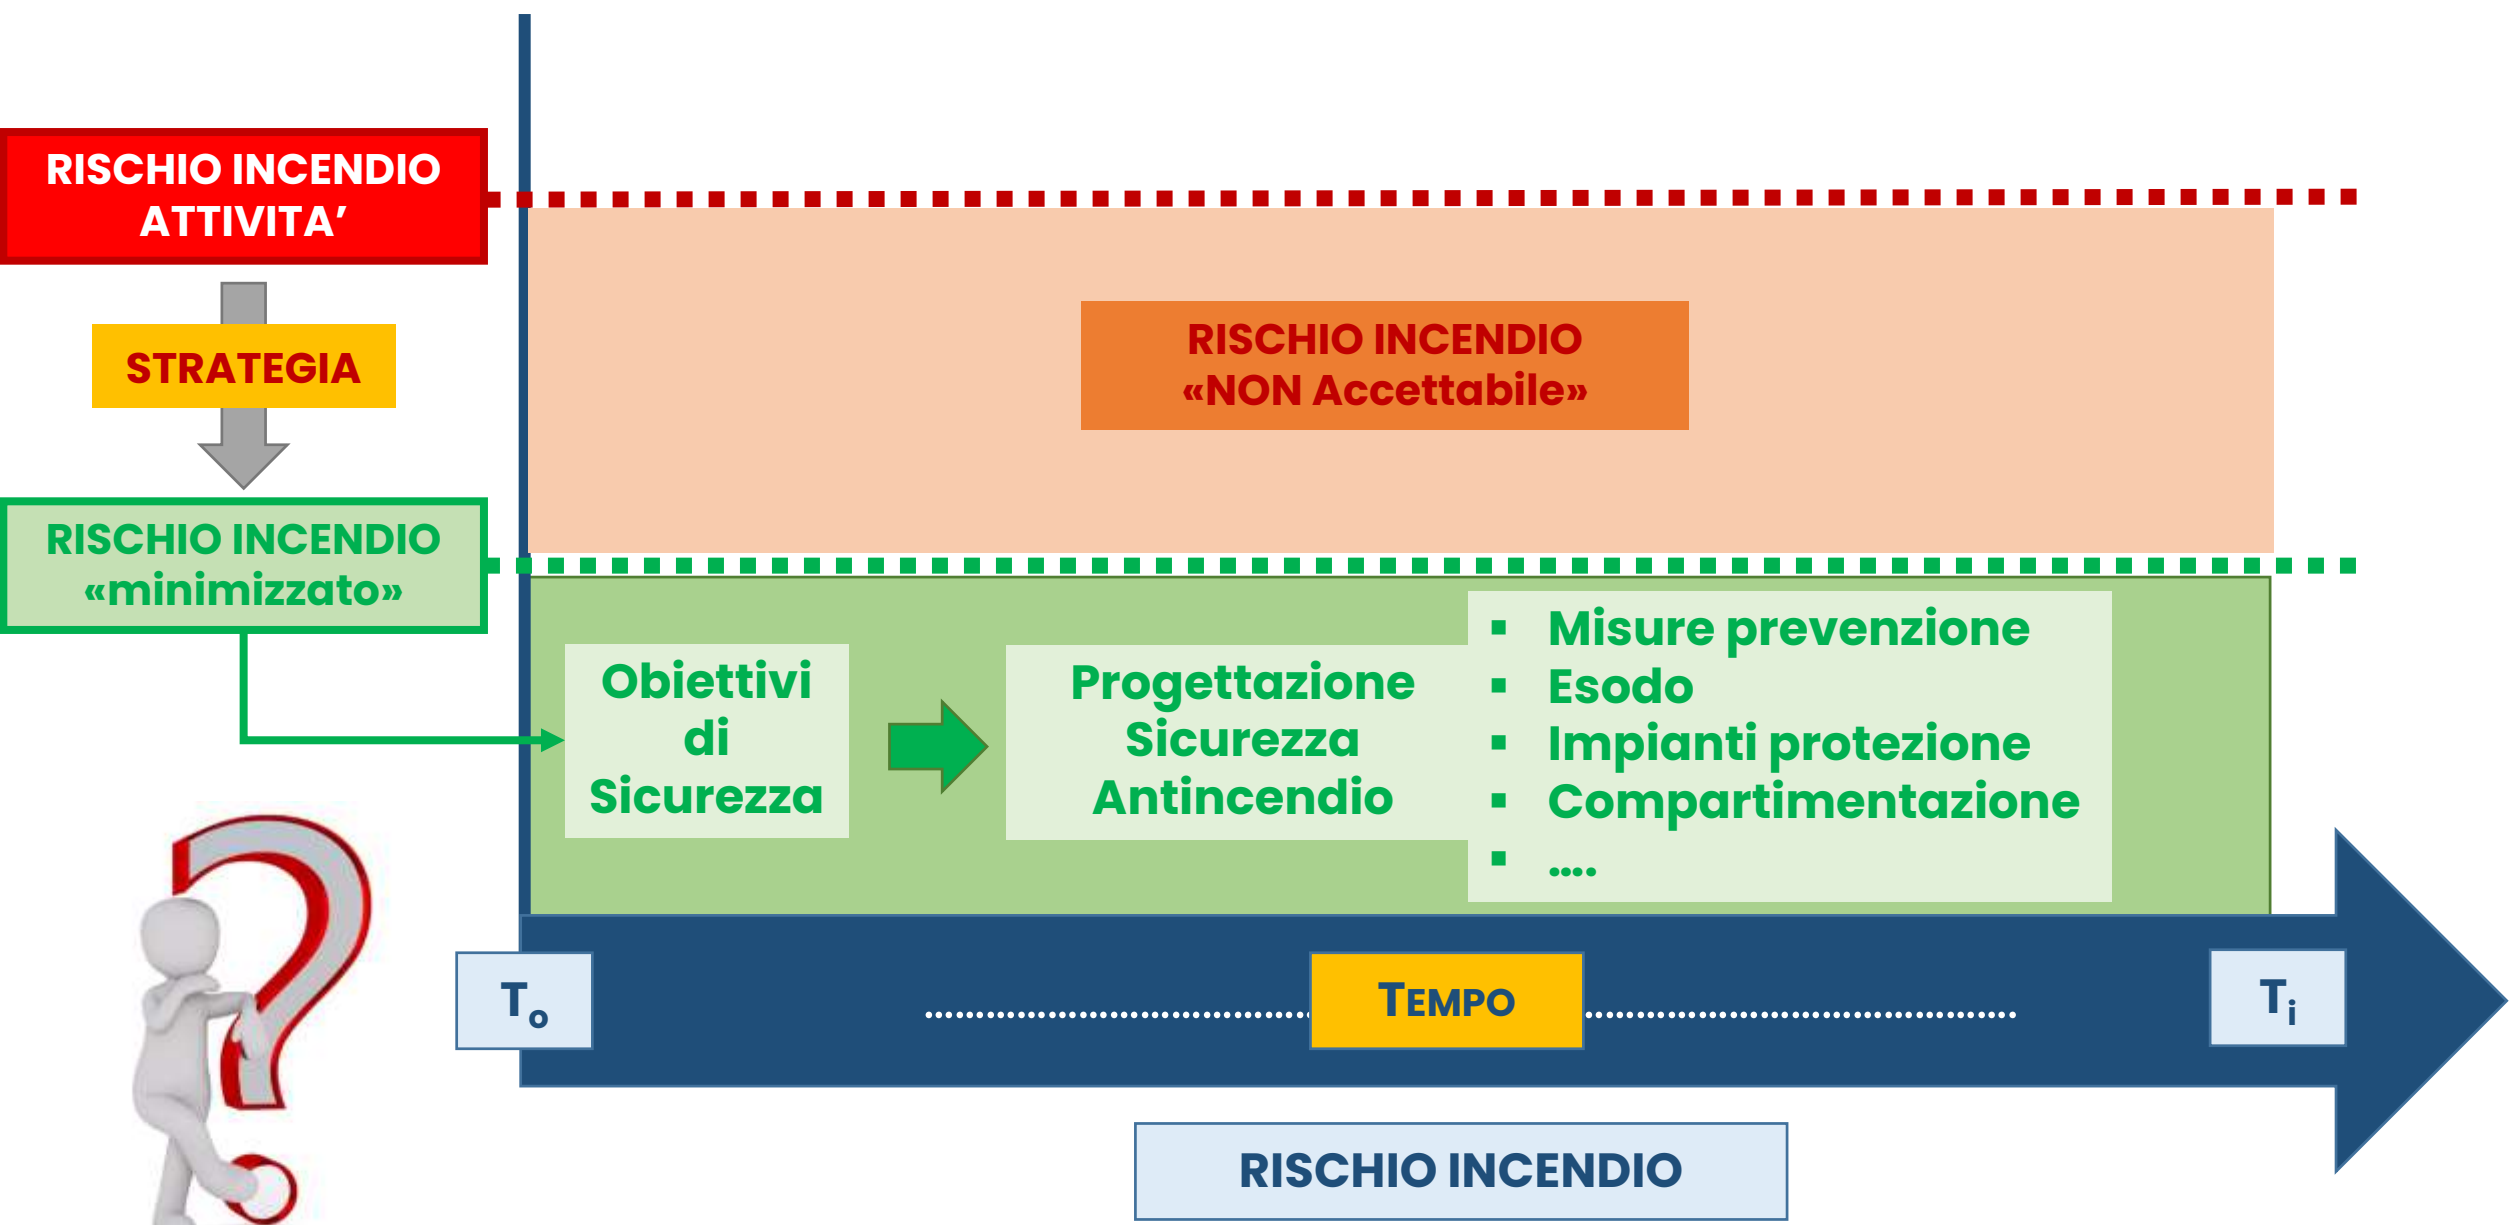 RISCHIO INCENDIO
ATTIVITA’
STRATEGIA
RISCHIO INCENDIO
«minimizzato»
RISCHIO INCENDIO
«NON Accettabile»
Obiettivi
di
Sicurezza
Progettazione
Sicurezza
Antincendio
▪ Misure prevenzione
▪ Esodo
▪ Impianti protezione
▪ Compartimentazione
▪ ....
To
TEMPO
Ti
RISCHIO INCENDIO